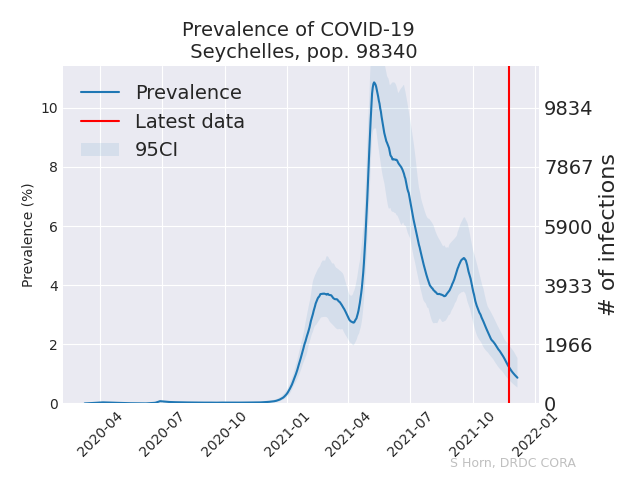 Prevalence of COVID-19
Seychelles, pop. 98340
Prevalence
Latest data
95CI
Prevalence (%)
10
8
6
4
2
0
9834
7867
5900
3933
1966
0
# of infections
2020-04
2020-07
2020-10
2021-01
2021-04
2021-07
2021-10
2022-01
S Horn, DRDC CORA